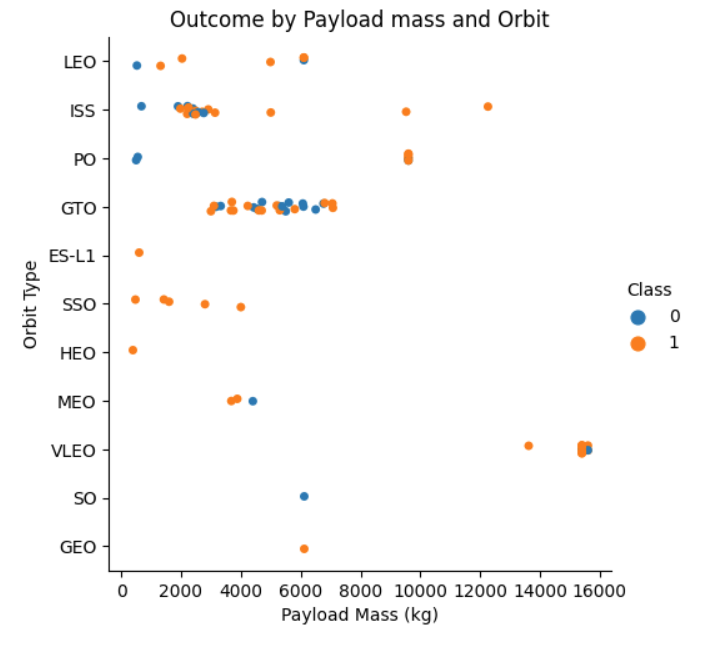 Outcome by Payload mass and Orbit
LEO
ISS
PO
GTO
ES-L1
SSO
HEO
MEO
VLEO
SO
GEO
Orbit Type
0 2000 4000 6000 8000 10000 12000 14000 16000
Payload Mass (kg)
Class
0
1